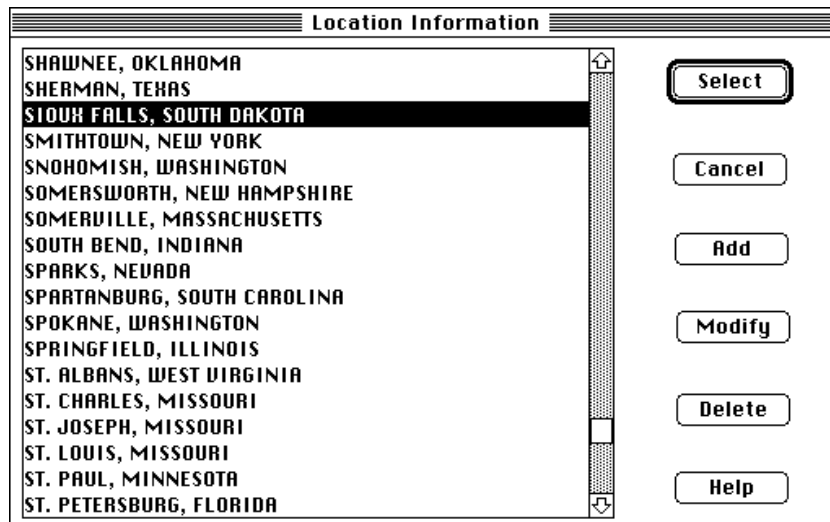 Location Information
SHAWNEE, OKLAHOMA
SHERMAN, TEXAS
SIOUX FALLS, SOUTH DAKOTA
SMITHTOWN, NEW YORK
SNOHOMISH, WASHINGTON
SOMERSWORTH, NEW HAMPSHIRE
SOMERVILLE, MASSACHUSETTS
SOUTH BEND, INDIANA
SPARKS, NEVADA
SPARTANBURG, SOUTH CAROLINA
SPOKANE, WASHINGTON
SPRINGFIELD, ILLINOIS
ST. ALBANS, WEST VIRGINIA
ST. CHARLES, MISSOURI
ST. JOSEPH, MISSOURI
ST. LOUIS, MISSOURI
ST. PAUL, MINNESOTA
ST. PETERSBURG, FLORIDA
Select
Cancel
Add
Modify
Delete
Help